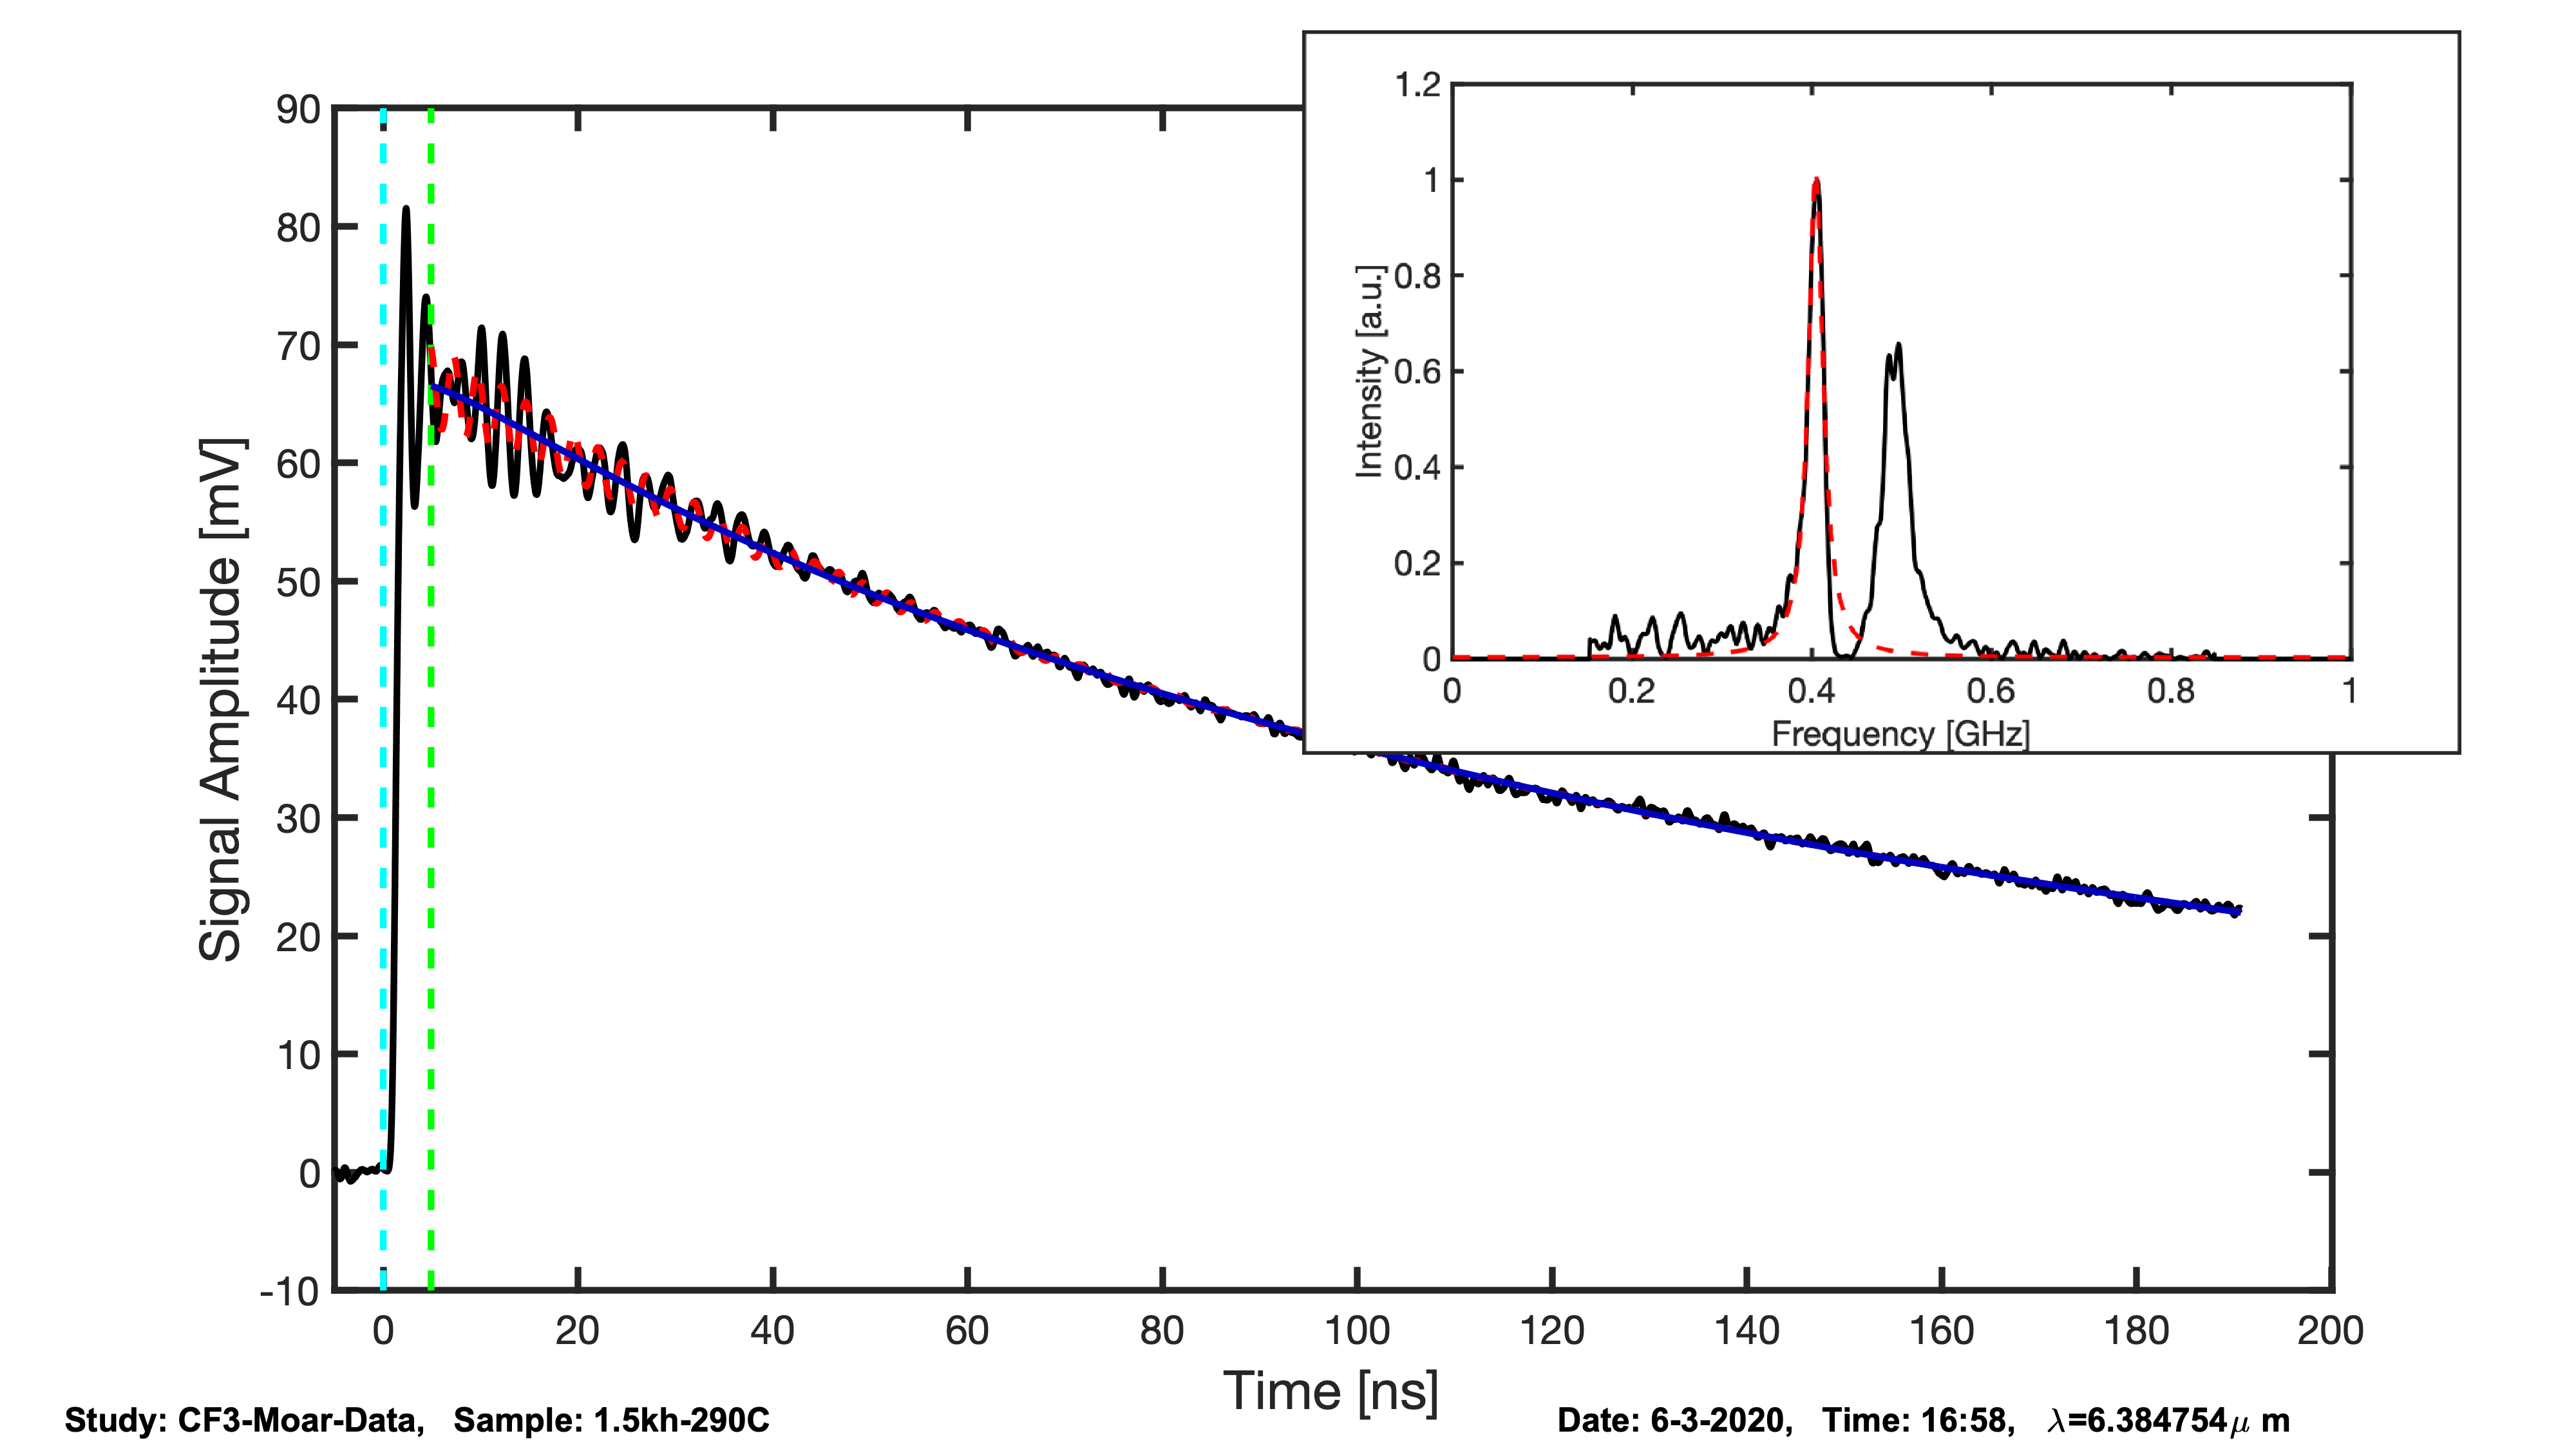 1.2
1
0.8
0.6
0.4
0.2
0
Intensity [a.u.]
0 0.2 0.4 0.6 0.8 1
Frequency [GHz]
90
80
70
60
50
40
30
20
10
0
-10
Signal Amplitude [mV]
0 20 40 60 80 100 120 140 160 180 200
Time [ns]
Study: CF3-Moar-Data, Sample: 1.5kh-290C
Date: 6-3-2020, Time: 16:58, λ=6.384754μ m